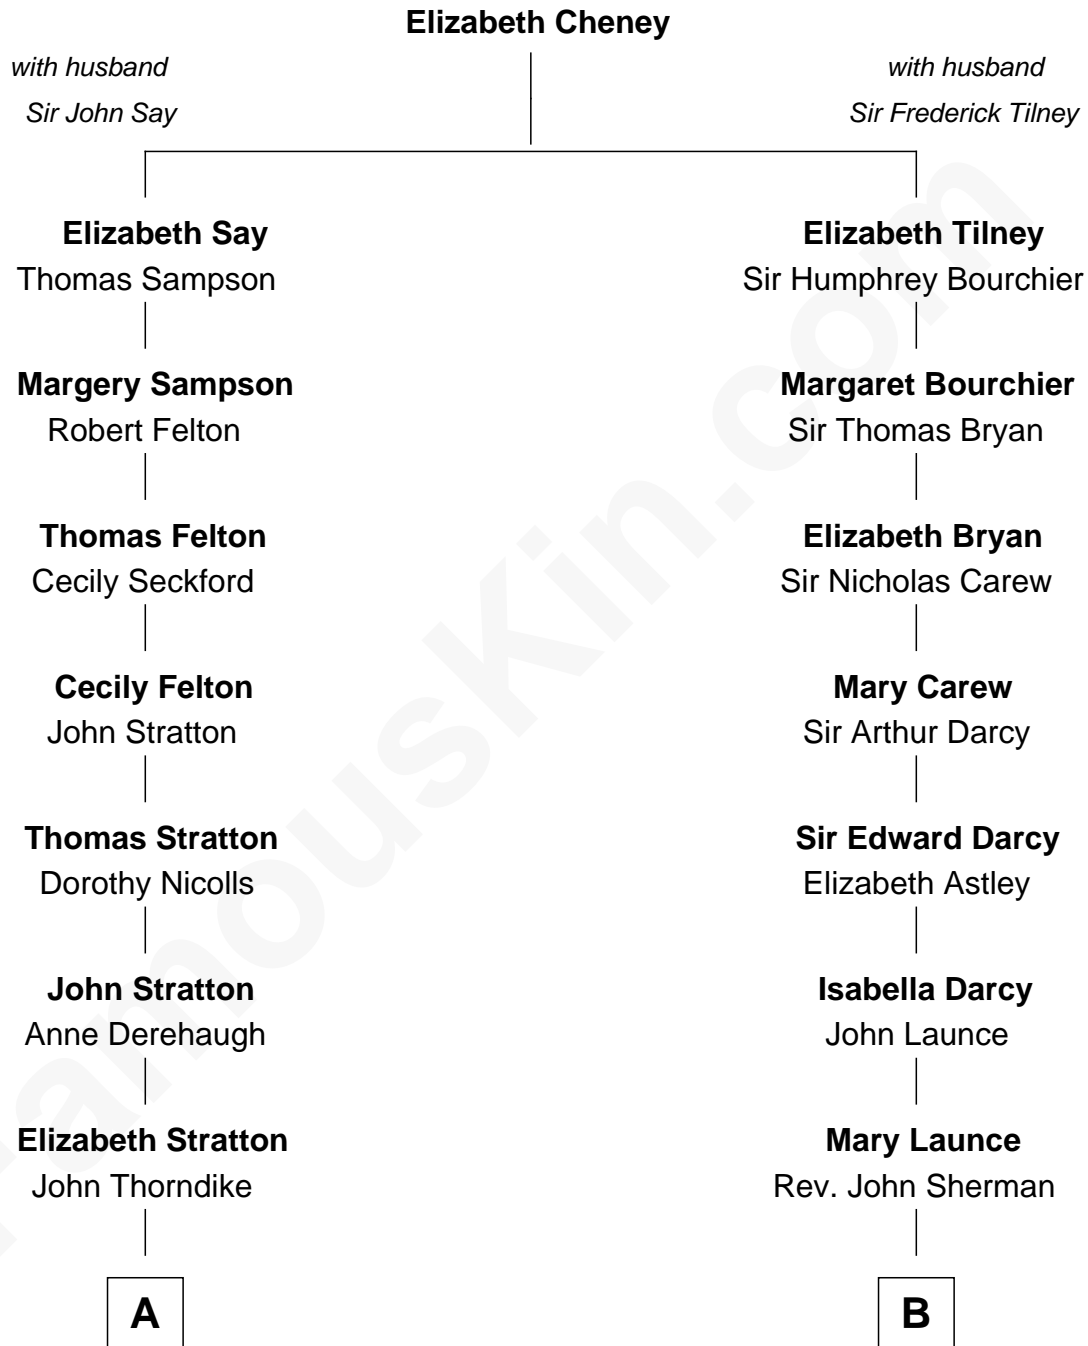 Elizabeth Cheney
with husband
Sir John Say
with husband
Sir Frederick Tilney
Elizabeth Say
Thomas Sampson
Elizabeth Tilney
Sir Humphrey Bourchier
Margery Sampson
Robert Felton
Margaret Bourchier
Sir Thomas Bryan
Thomas Felton
Cecily Seckford
Elizabeth Bryan
Sir Nicholas Carew
Cecily Felton
John Stratton
Mary Carew
Sir Arthur Darcy
Thomas Stratton
Dorothy Nicolls
Sir Edward Darcy
Elizabeth Astley
John Stratton
Anne Derehaugh
Isabella Darcy
John Launce
Elizabeth Stratton
John Thorndike
Mary Launce
Rev. John Sherman
A
B
FamousKin.com